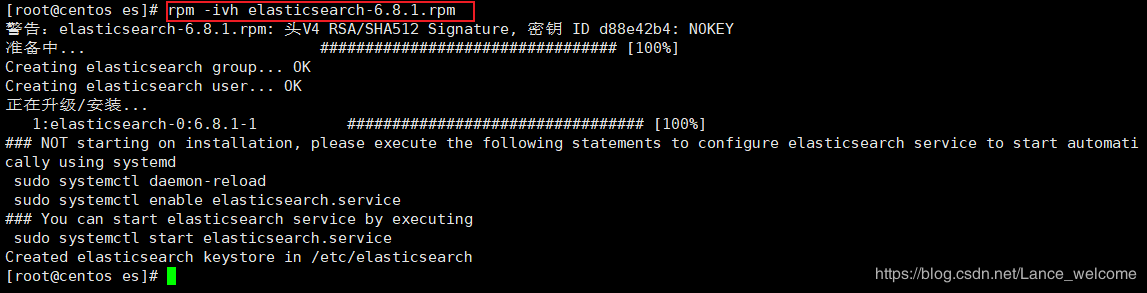 [root@centos es]# rpm -ivh elasticsearch-6.8.1.rpm
警告：elasticsearch-6.8.1.rpm: 头V4 RSA/SHA512 Signature, 密钥 ID d88e42b4: NOKEY
准备中... ################################# [100%]
Creating elasticsearch group... OK
Creating elasticsearch user... OK
正在升级/安装...
1:elasticsearch-0:6.8.1-1 ################################# [100%]
### NOT starting on installation, please execute the following statements to configure elasticsearch service to start automati
cally using systemd
sudo systemctl daemon-reload
sudo systemctl enable elasticsearch.service
### You can start elasticsearch service by executing
sudo systemctl start elasticsearch.service
Created elasticsearch keystore in /etc/elasticsearch
[root@centos es]#
https://blog.csdn.net/Lance_welcome